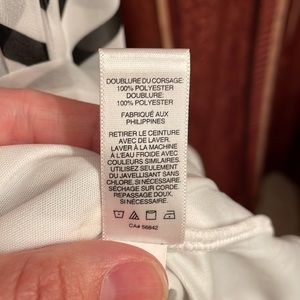 DOUBLURE DU CORSAGE:
100% POLYESTER
DOUBLURE:
100% POLYESTER
FABRIQUÉ AUX
PHILIPPINES
RETIRER LE CEINTURE
AVEC DE LAVER.
LAVER À LA MACHINE
À L'EAU FROIDE AVEC
COULEURS SIMILAIRES.
UTILISEZ SEULEMENT
DU JAVELLISANT SANS
CHLORE, SI NÉCESSAIRE.
SÉCHAGE SUR CORDE.
REPASSAGE DOUX,
SI NÉCESSAIRE.
CA# 56842